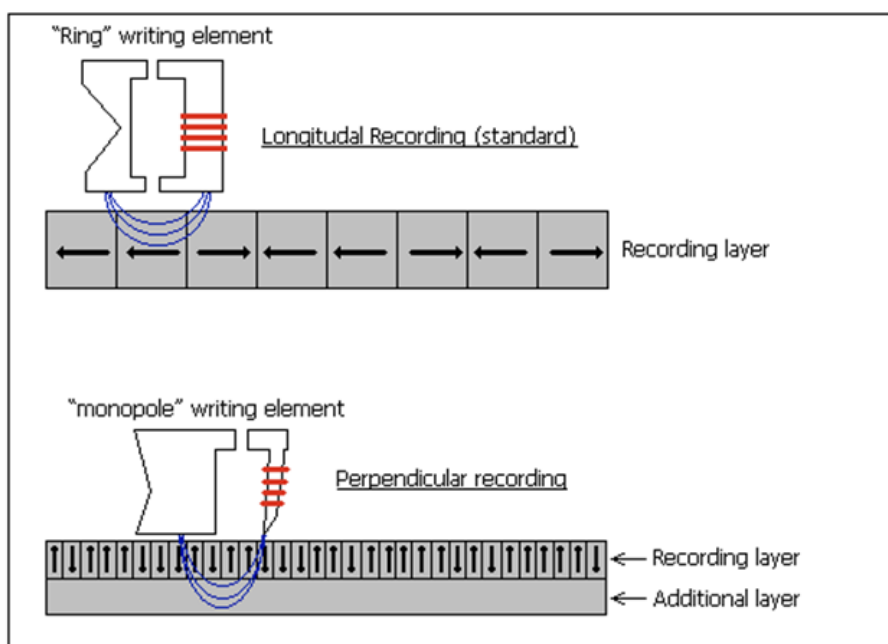 “Ring” writing element
Longitudal Recording (standard)
Recording layer
“monopole” writing element
Perpendicular recording
Recording layer
Additional layer